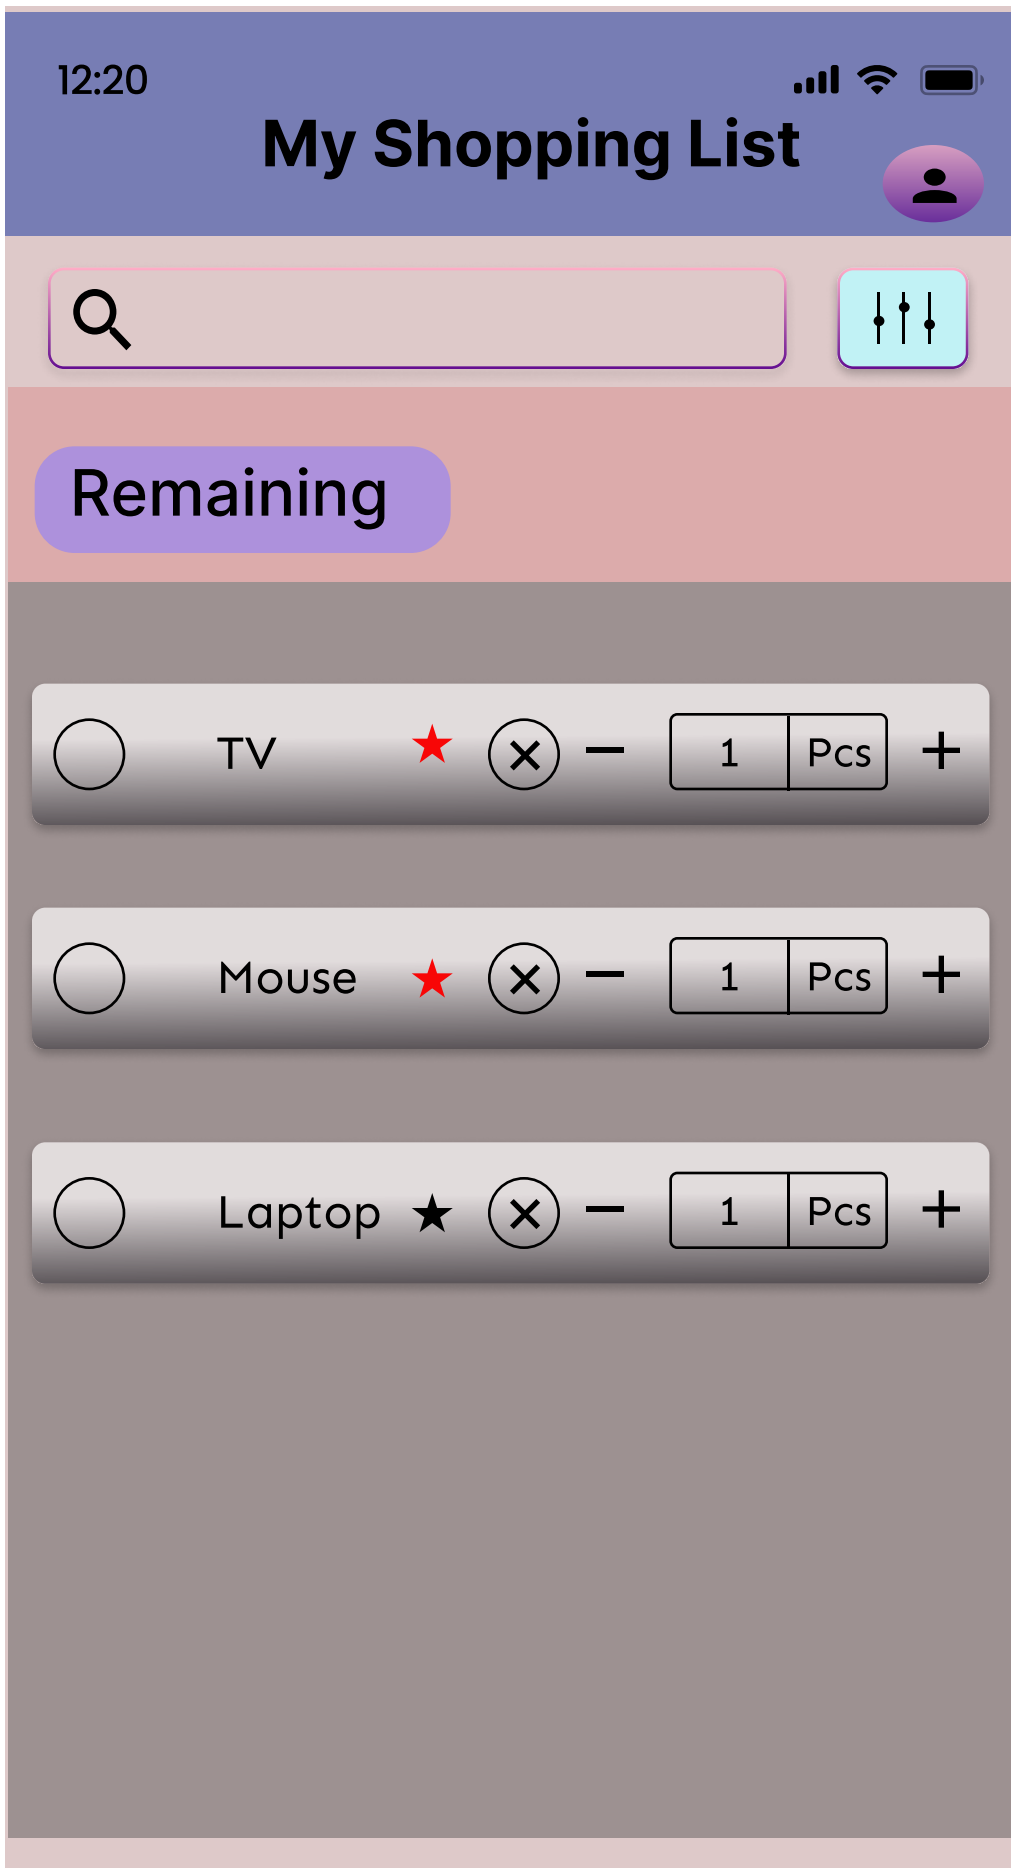 12:20
My Shopping List
Remaining
TV 1 Pcs
Mouse 1 Pcs
Laptop 1 Pcs